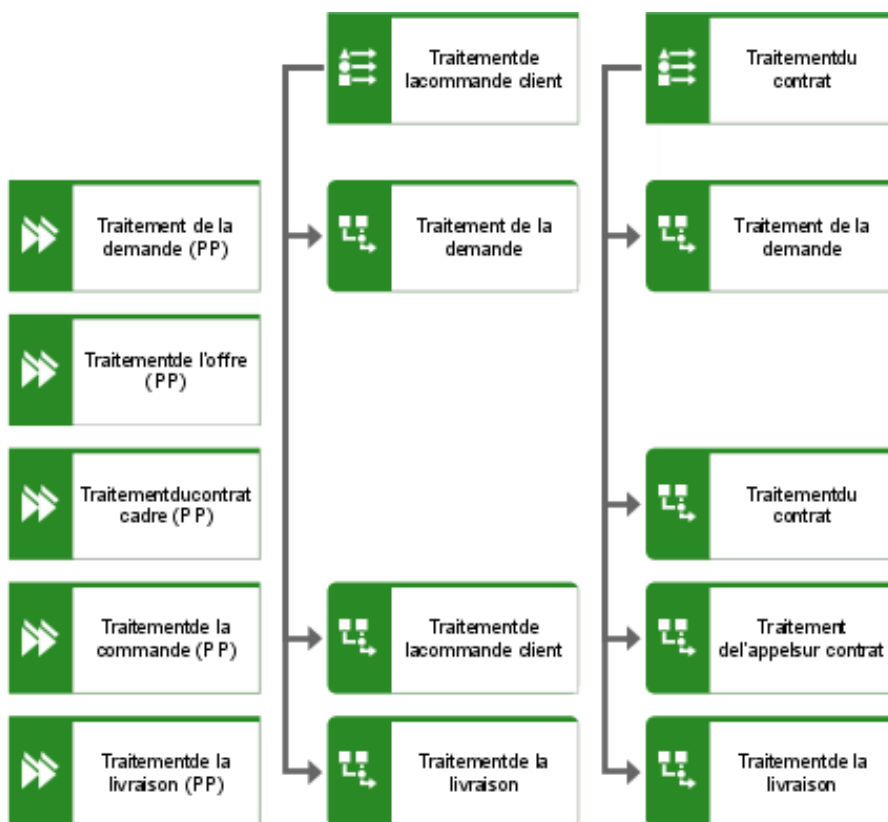 Traitementde
lacommande client
Traitementdu
contrat
Traitement de la
demande (PP)
Traitement de la
demande
Traitement de la
demande
Traitementde l'offre
(PP)
Traitementducontrat
cadre (PP)
Traitementdu
contrat
Traitementde la
commande (PP)
Traitementde
lacommande client
Traitement
del'appelsur contrat
Traitementde la
livraison (PP)
Traitementde la
livraison
Traitementde la
livraison